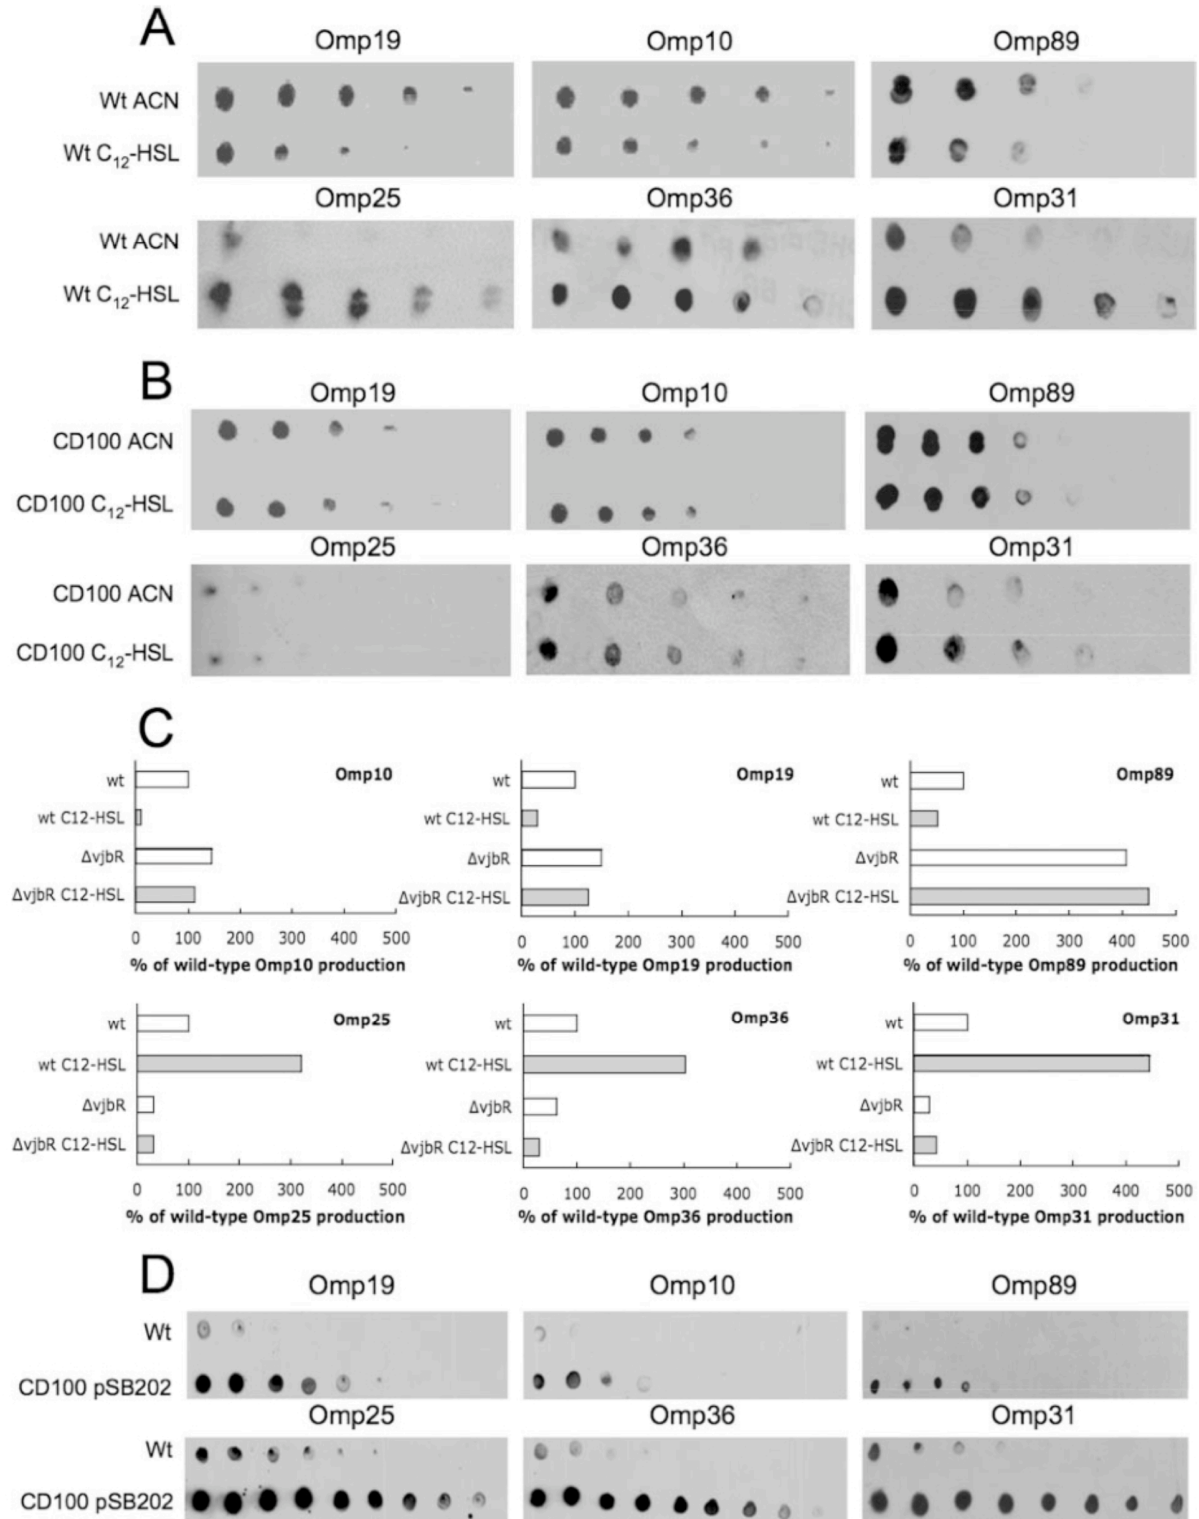 A
Omp19 Omp10 Omp89
Wt ACN
Wt C12-HSL
Omp25 Omp36 Omp31
Wt ACN
Wt C12-HSL
B
Omp19 Omp10 Omp89
CD100 ACN
CD100 C12-HSL
Omp25 Omp36 Omp31
CD100 ACN
CD100 C12-HSL
C
wt Omp10 wt Omp19 wt Omp89
wt C12-HSL wt C12-HSL wt C12-HSL
ΔvjbR ΔvjbR ΔvjbR
ΔvjbR C12-HSL ΔvjbR C12-HSL ΔvjbR C12-HSL
0 100 200 300 400 500 0 100 200 300 400 500 0 100 200 300 400 500
% of wild-type Omp10 production % of wild-type Omp19 production % of wild-type Omp89 production
wt Omp25 wt Omp36 wt Omp31
wt C12-HSL wt C12-HSL wt C12-HSL
ΔvjbR ΔvjbR ΔvjbR
ΔvjbR C12-HSL ΔvjbR C12-HSL ΔvjbR C12-HSL
0 100 200 300 400 500 0 100 200 300 400 500 0 100 200 300 400 500
% of wild-type Omp25 production % of wild-type Omp36 production % of wild-type Omp31 production
D
Omp19 Omp10 Omp89
Wt
CD100 pSB202
Omp25 Omp36 Omp31
Wt
CD100 pSB202